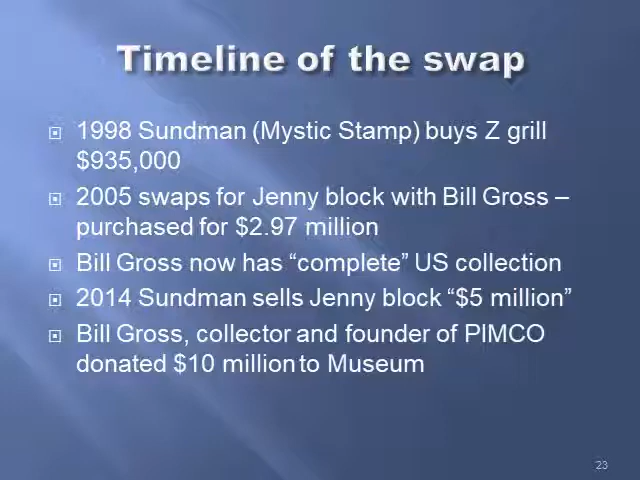 Timeline of the swap
1998 Sundman (Mystic Stamp) buys Z grill
$935,000
2005 swaps for Jenny block with Bill Gross –
purchased for $2.97 million
Bill Gross now has “complete” US collection
2014 Sundman sells Jenny block “$5 million”
Bill Gross, collector and founder of PIMCO
donated $10 million to Museum
23